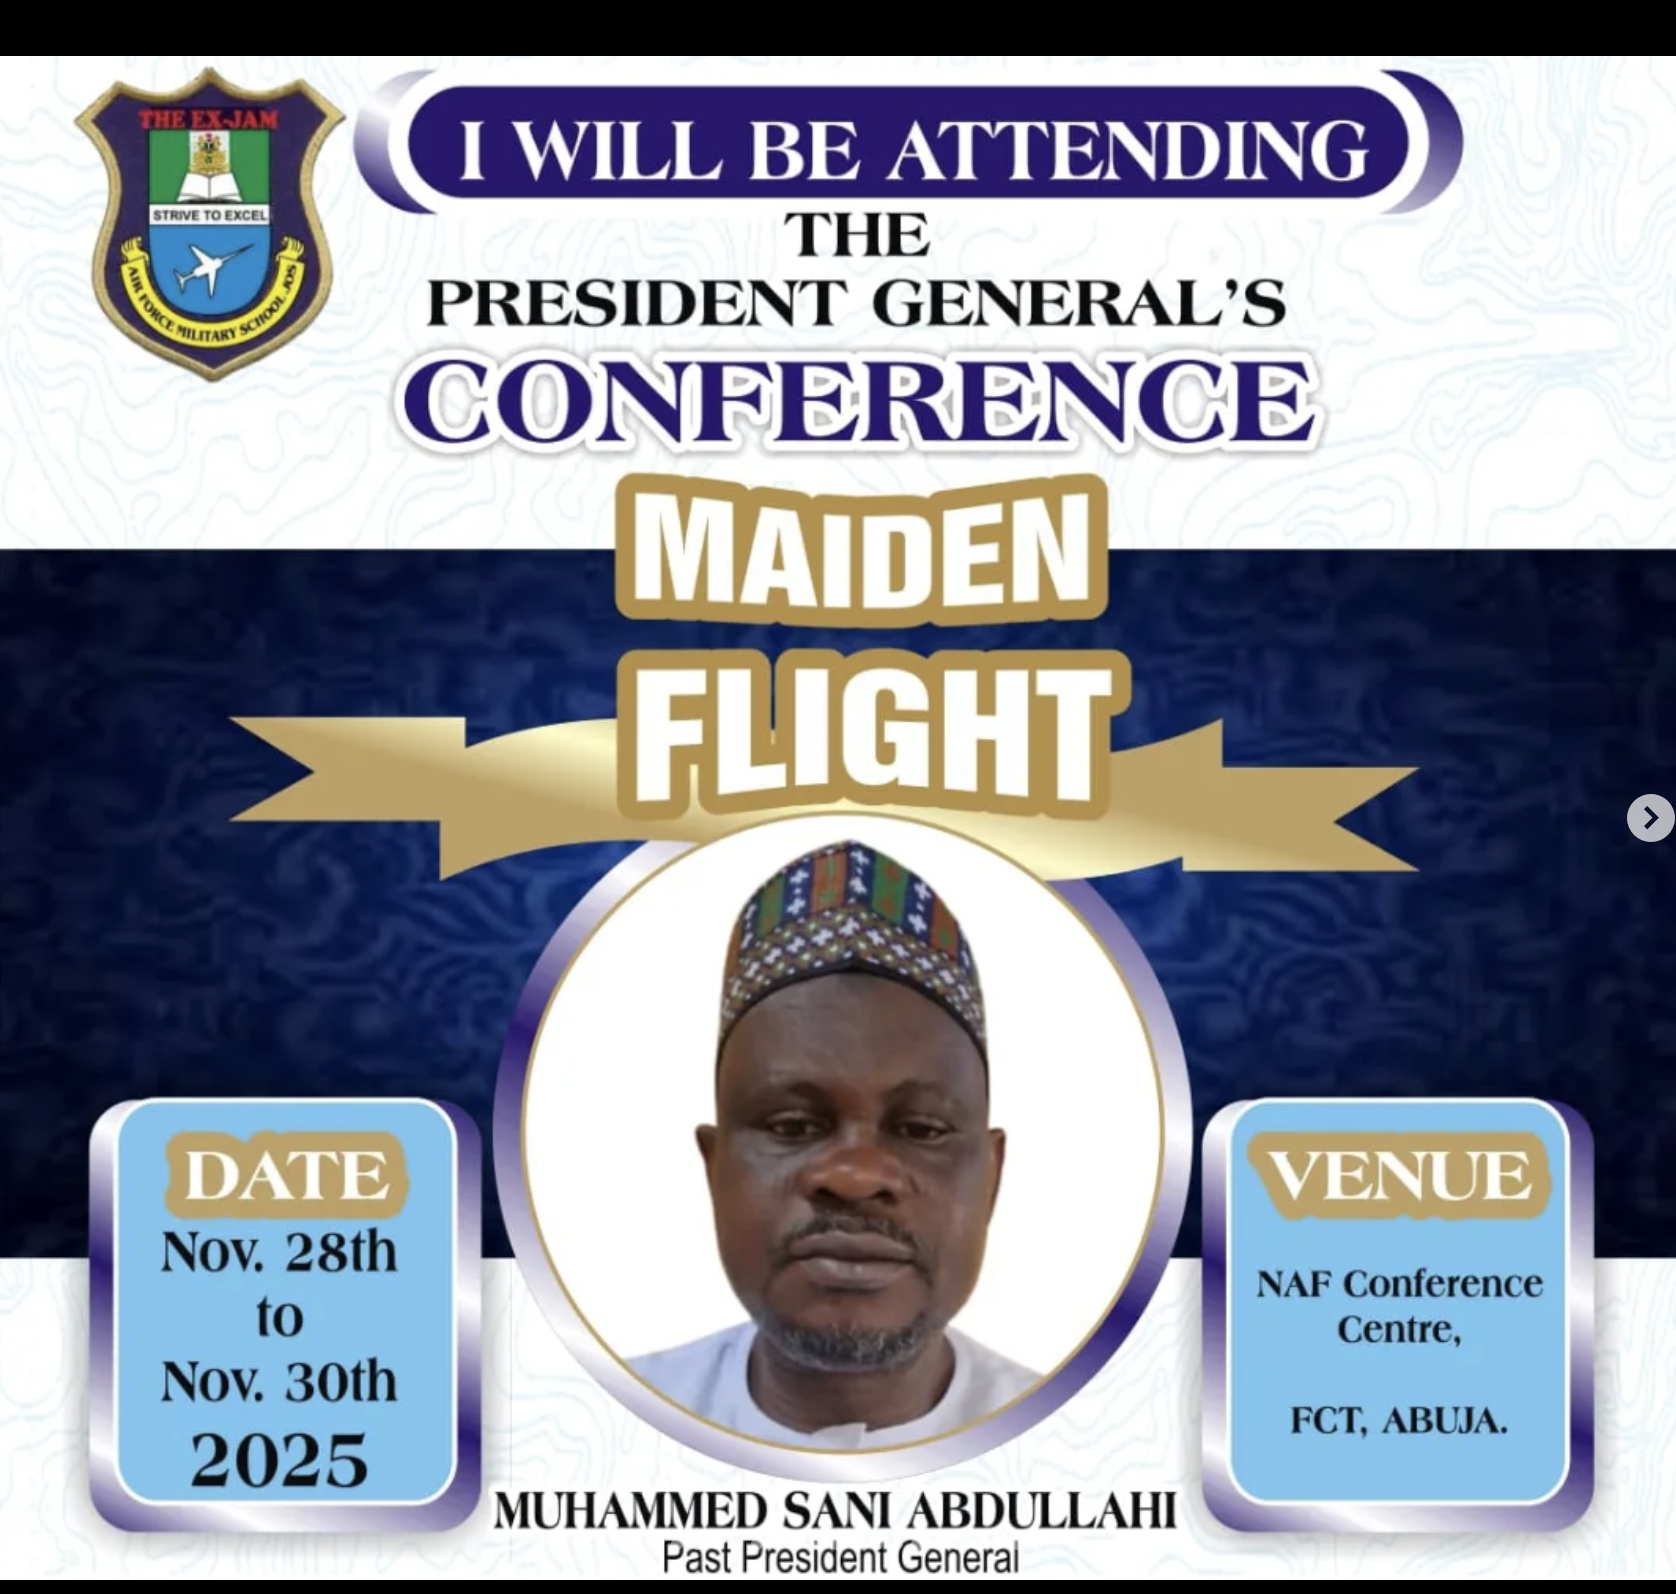 THE EX-JAM
STRIVE TO EXCEL
AIR FORCE MILITARY SCHOOL JOS
I WILL BE ATTENDING
THE
PRESIDENT GENERAL'S
CONFERENCE
MAIDEN
FLIGHT
DATE
Nov. 28th
to
Nov. 30th
2025
VENUE
NAF Conference
Centre,
FCT, ABUJA.
MUHAMMED SANI ABDULLAHI
Past President General